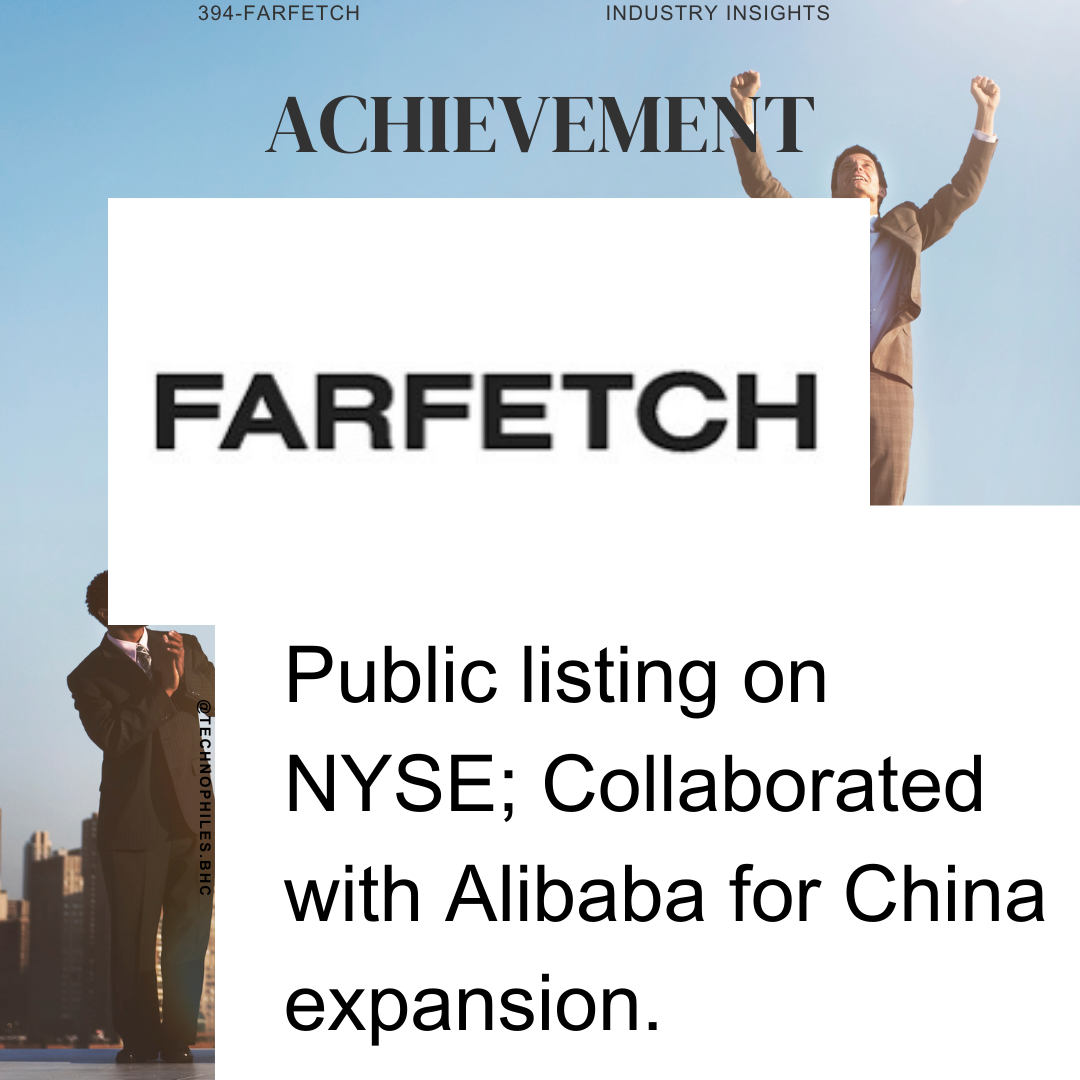 394-FARFETCH
INDUSTRY INSIGHTS
ACHIEVEMENT
FARFETCH
@TECHNOPHILES.BHC
Public listing on
NYSE; Collaborated
with Alibaba for China
expansion.